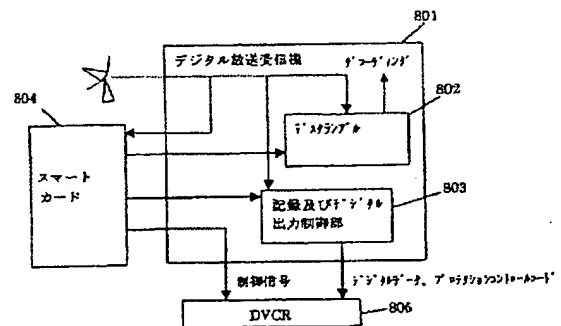 801
デジタル放送受信機
デコーディング
802
804
デスクランブル
スマート
カード
803
記録及びデジタル
出力制御部
制御信号
デジタルデータ、プロテクションコントロールコード
DVCR
806